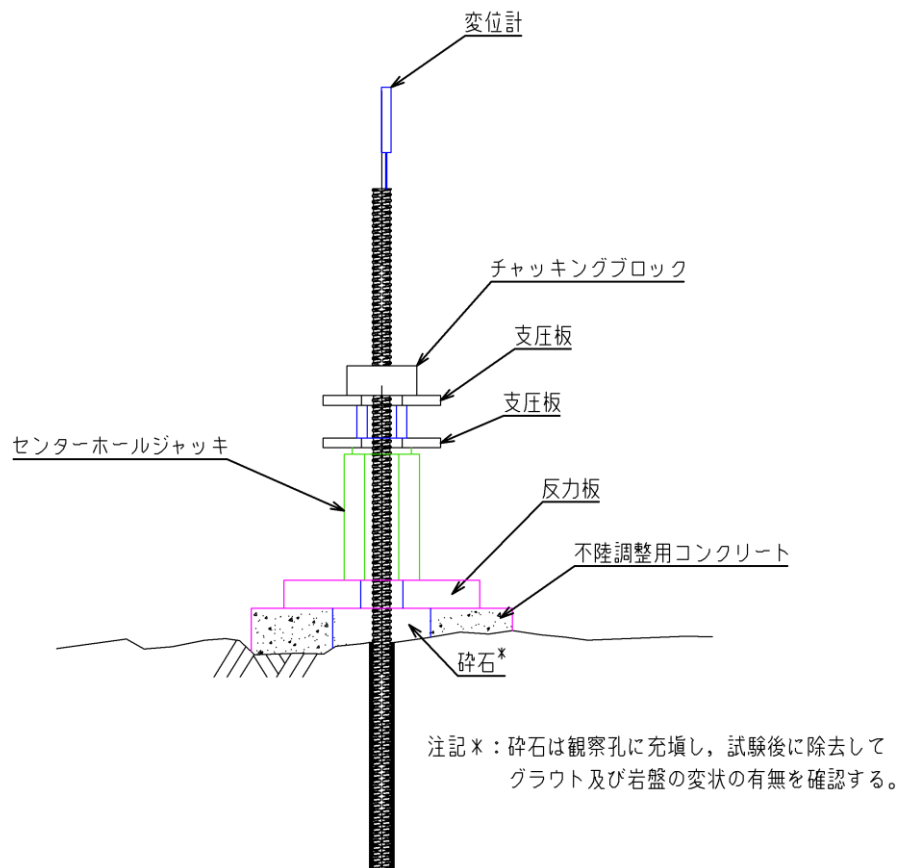 変位計
チャッキングブロック
支圧板
支圧板
センターホールジャッキ
反力板
不陸調整用コンクリート
砕石*
注記*：砕石は観察孔に充塡し，試験後に除去して
グラウト及び岩盤の変状の有無を確認する。